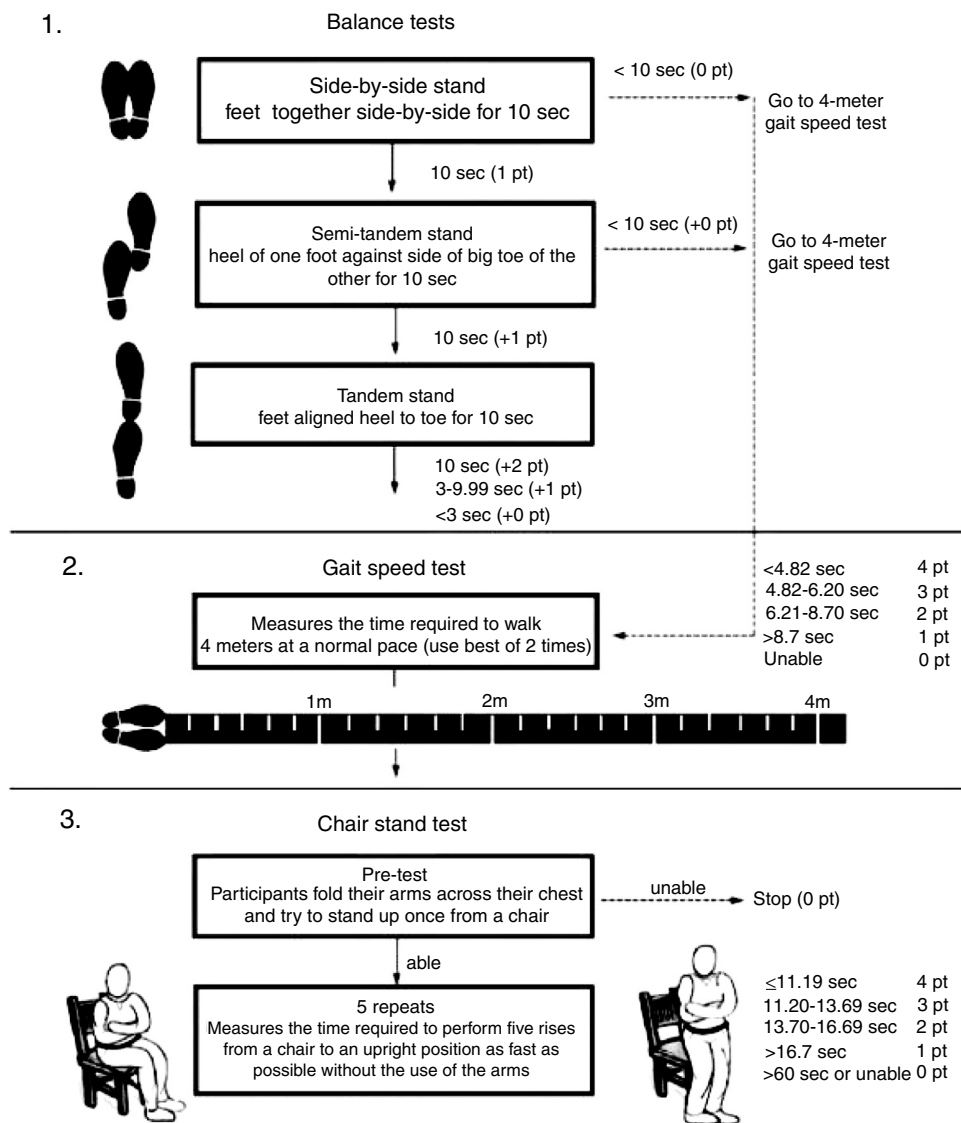 1.
Balance tests
Side-by-side stand
feet together side-by-side for 10 sec
< 10 sec (0 pt)
Go to 4-meter
gait speed test
10 sec (1 pt)
Semi-tandem stand
heel of one foot against side of big toe of the
other for 10 sec
< 10 sec (+0 pt)
Go to 4-meter
gait speed test
10 sec (+1 pt)
Tandem stand
feet aligned heel to toe for 10 sec
10 sec (+2 pt)
3-9.99 sec (+1 pt)
<3 sec (+0 pt)
2.
Gait speed test
Measures the time required to walk
4 meters at a normal pace (use best of 2 times)
<4.82 sec 4 pt
4.82-6.20 sec 3 pt
6.21-8.70 sec 2 pt
>8.7 sec 1 pt
Unable 0 pt
1m 2m 3m 4m
3.
Chair stand test
Pre-test
Participants fold their arms across their chest
and try to stand up once from a chair
unable
Stop (0 pt)
able
5 repeats
Measures the time required to perform five rises
from a chair to an upright position as fast as
possible without the use of the arms
≤11.19 sec 4 pt
11.20-13.69 sec 3 pt
13.70-16.69 sec 2 pt
>16.7 sec 1 pt
>60 sec or unable 0 pt